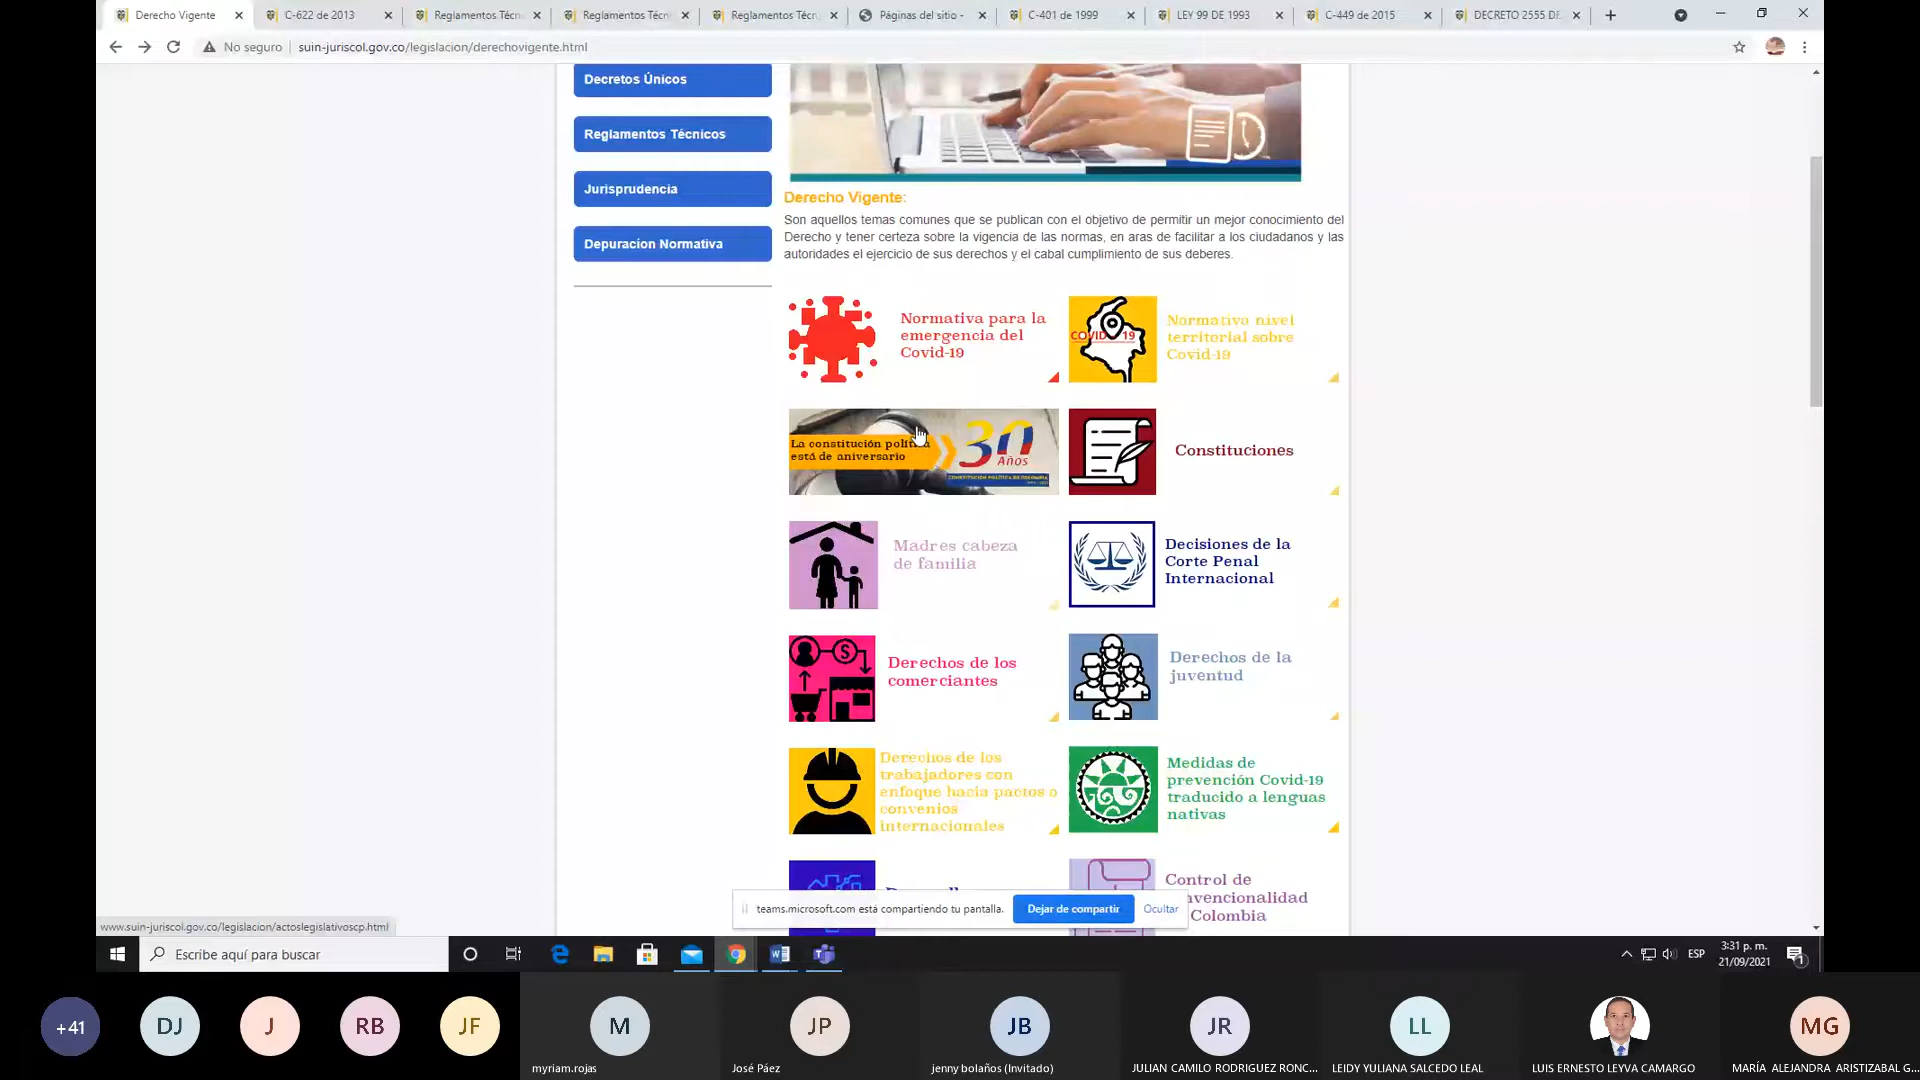 Derecho Vigente
C-622 de 2013
Reglamentos Técn
Reglamentos Técn
Reglamentos Técn
Páginas del sitio -
C-401 de 1999
LEY 99 DE 1993
C-449 de 2015
DECRETO 2555 DE
No seguro
suin-juriscol.gov.co/legislacion/derechovigente.html
Decretos Únicos
Reglamentos Técnicos
Jurisprudencia
Depuracion Normativa
Derecho Vigente:
Son aquellos temas comunes que se publican con el objetivo de permitir un mejor conocimiento del
Derecho y tener certeza sobre la vigencia de las normas, en aras de facilitar a los ciudadanos y las
autoridades el ejercicio de sus derechos y el cabal cumplimiento de sus deberes.
Normativa para la
emergencia del
Covid-19
COVID 19
Normativa nivel
territorial sobre
Covid-19
La constitución política
está de aniversario
30
Años
CONSTITUCIÓN POLÍTICA DE COLOMBIA
Constituciones
Madres cabeza
de familia
Decisiones de la
Corte Penal
Internacional
Derechos de los
comerciantes
Derechos de la
juventud
Derechos de los
trabajadores con
enfoque hacia pactos o
convenios
internacionales
Medidas de
prevención Covid-19
traducido a lenguas
nativas
Control de
Colombia
teams.microsoft.com está compartiendo tu pantalla.
Dejar de compartir
Ocultar
www.suin-juriscol.gov.co/legislacion/actoslegislativoscp.html
Escribe aquí para buscar
ESP
3:31 p. m.
21/09/2021
1
+41
DJ
J
RB
JF
M
JP
JB
JR
LL
MG
myriam.rojas
José Páez
jenny bolaños (Invitado)
JULIAN CAMILO RODRIGUEZ RONC...
LEIDY YULIANA SALCEDO LEAL
LUIS ERNESTO LEYVA CAMARGO
MARÍA ALEJANDRA ARISTIZABAL G...